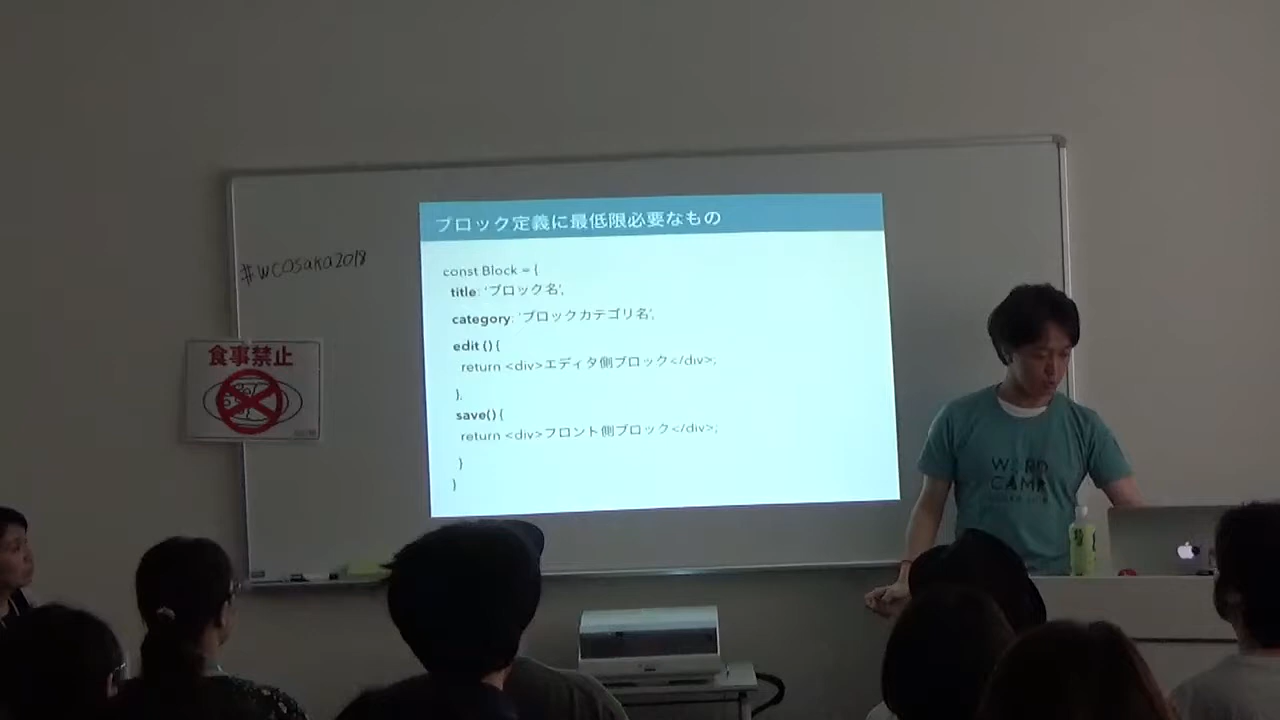 ブロック定義に最低限必要なもの
const Block = {
title: 'ブロック名',
category: 'ブロックカテゴリ名',
edit () {
return <div>エディタ側ブロック</div>;
},
save() {
return <div>フロント側ブロック</div>;
}
}
#WCOsaka2018
食事禁止
WORD
CAMP